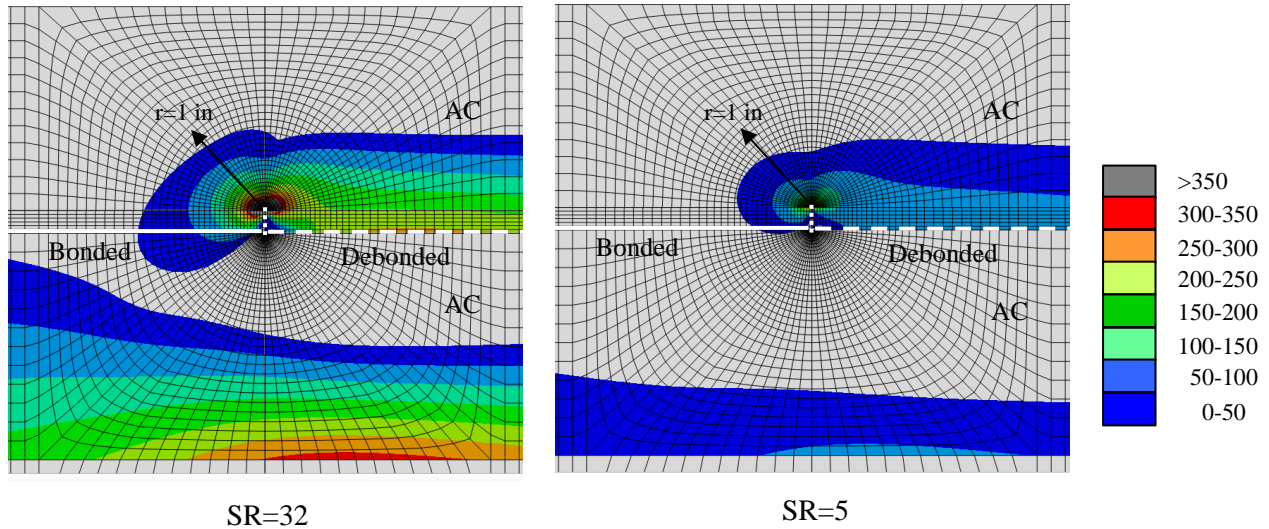 AC
r=1 in
Bonded
Debonded
AC
SR=32
AC
r=1 in
Bonded
Debonded
AC
SR=5
>350
300-350
250-300
200-250
150-200
100-150
50-100
0-50